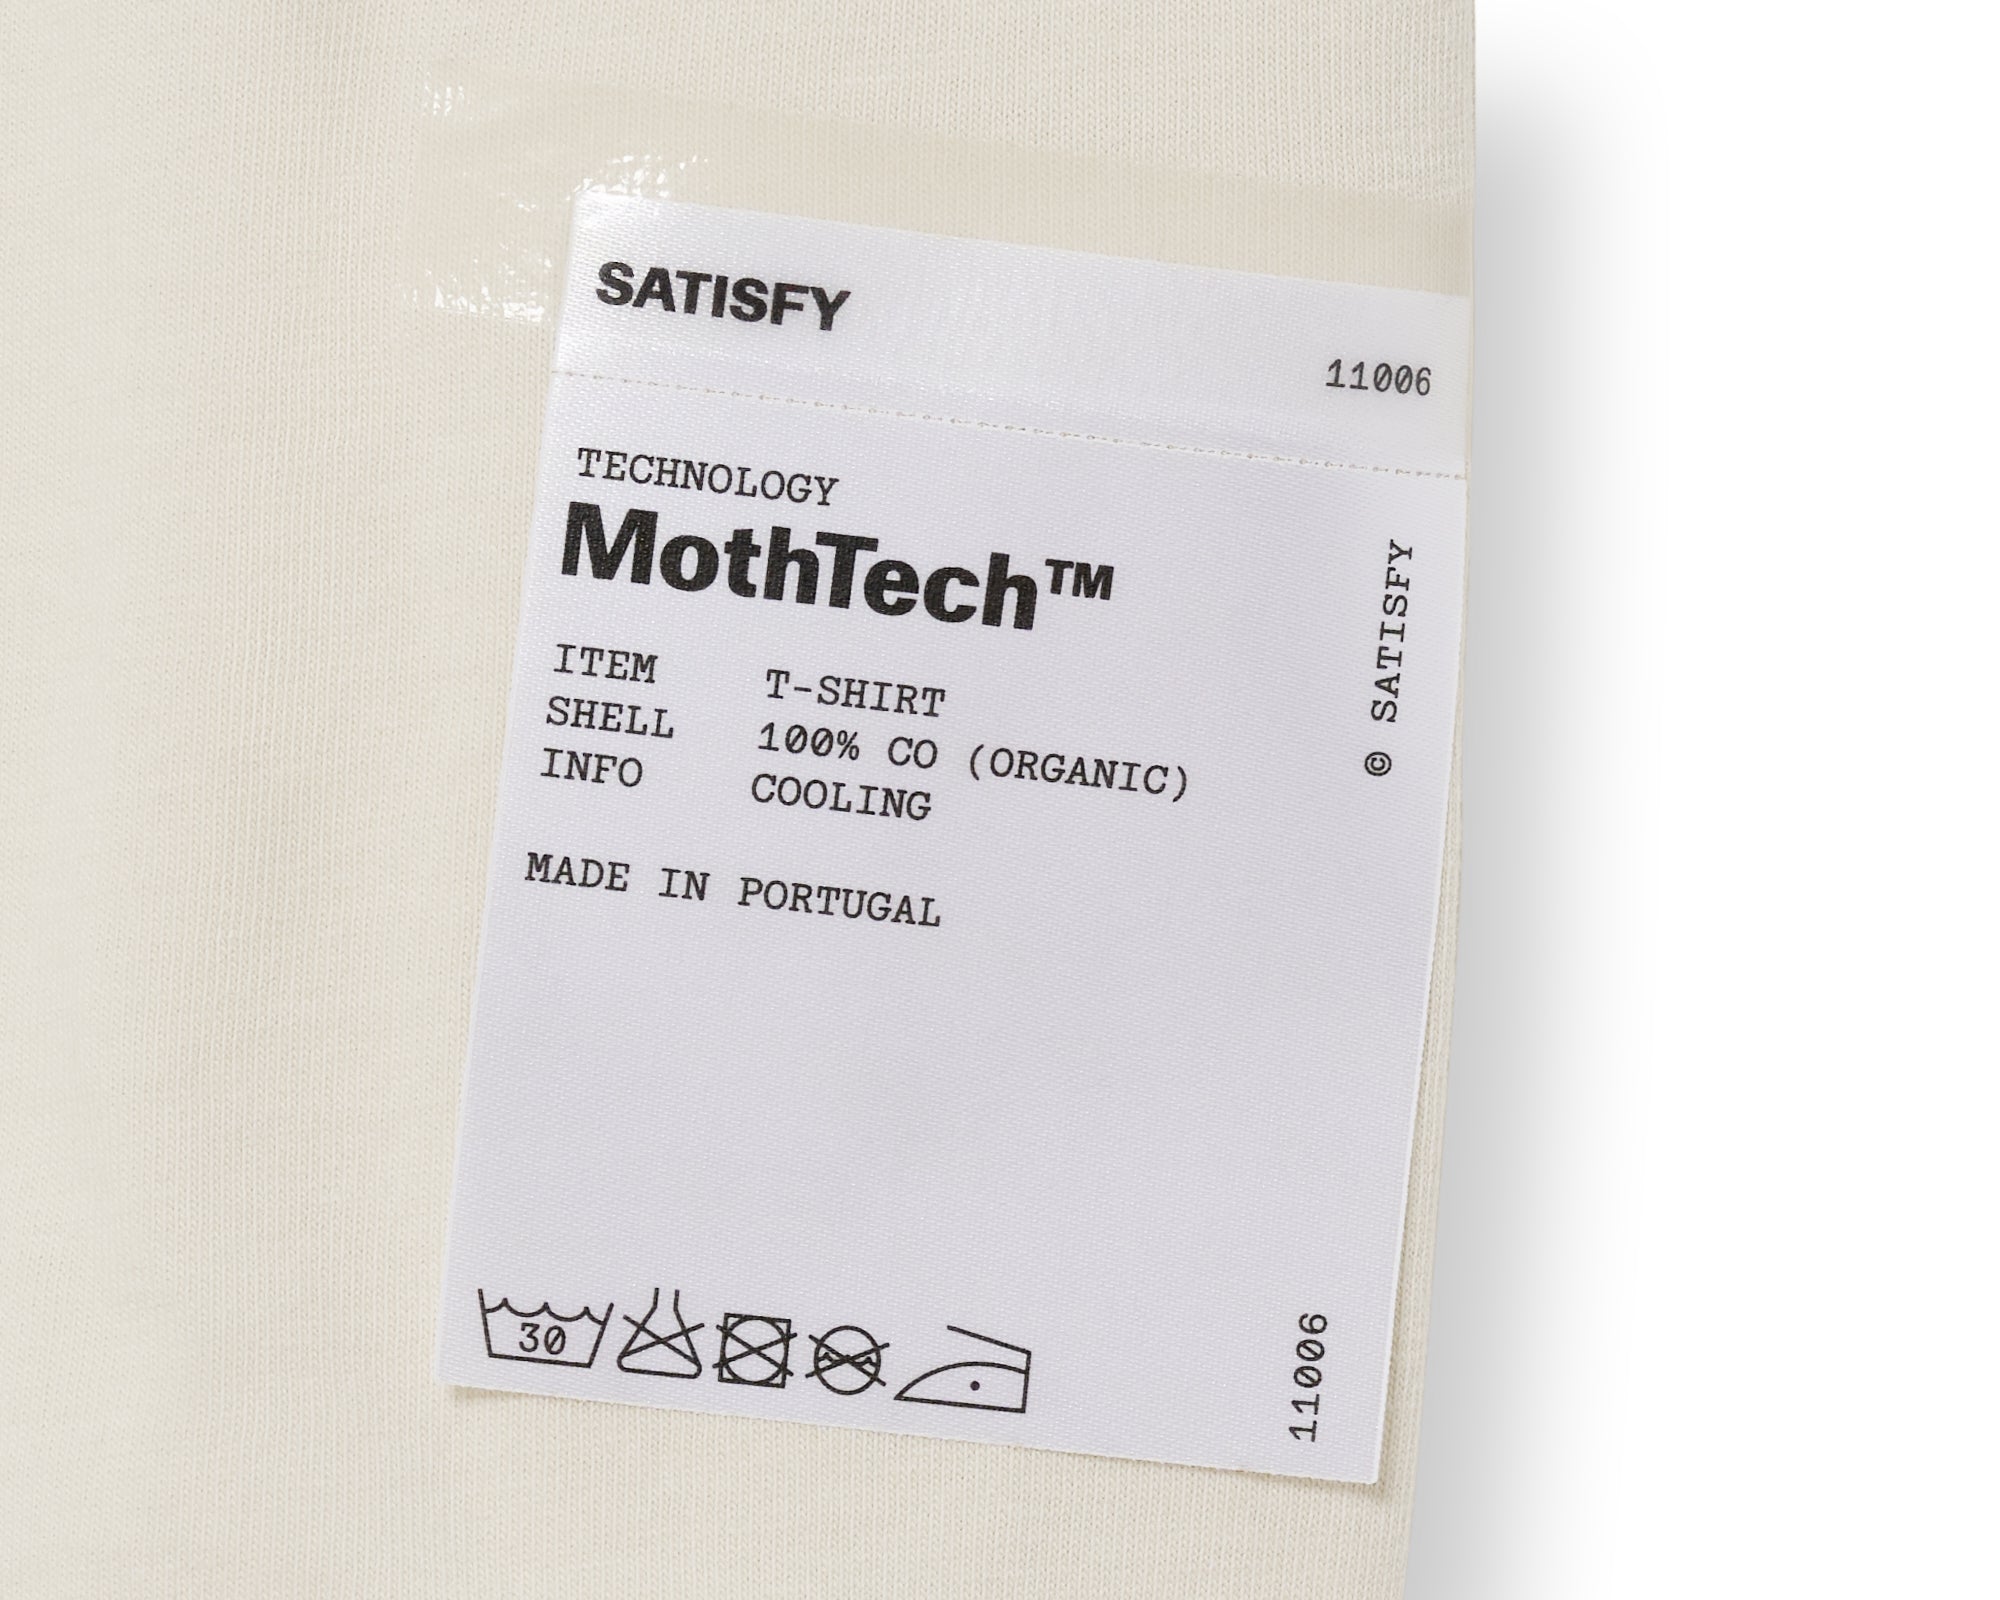 SATISFY
11006
TECHNOLOGY
MothTech™
ITEM T-SHIRT
SHELL 100% CO (ORGANIC)
INFO COOLING
MADE IN PORTUGAL
© SATISFY
30
11006